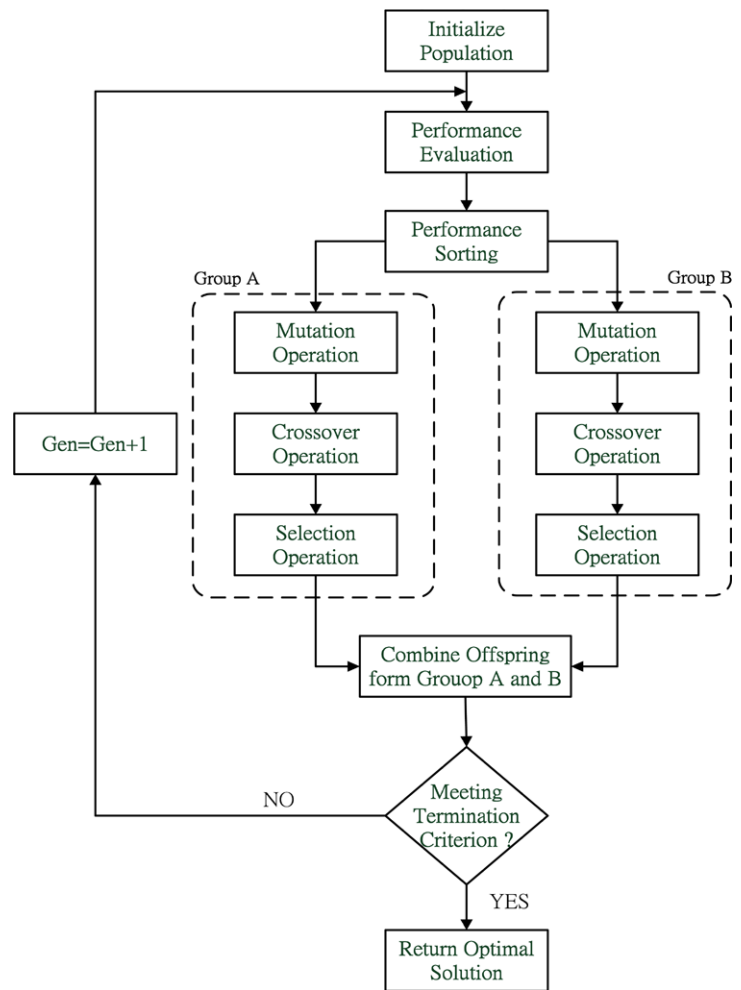 Initialize
Population
Performance
Evaluation
Performance
Sorting
Group A
Group B
Mutation
Operation
Mutation
Operation
Gen=Gen+1
Crossover
Operation
Crossover
Operation
Selection
Operation
Selection
Operation
Combine Offspring
form Grouop A and B
NO
Meeting
Termination
Criterion ?
YES
Return Optimal
Solution